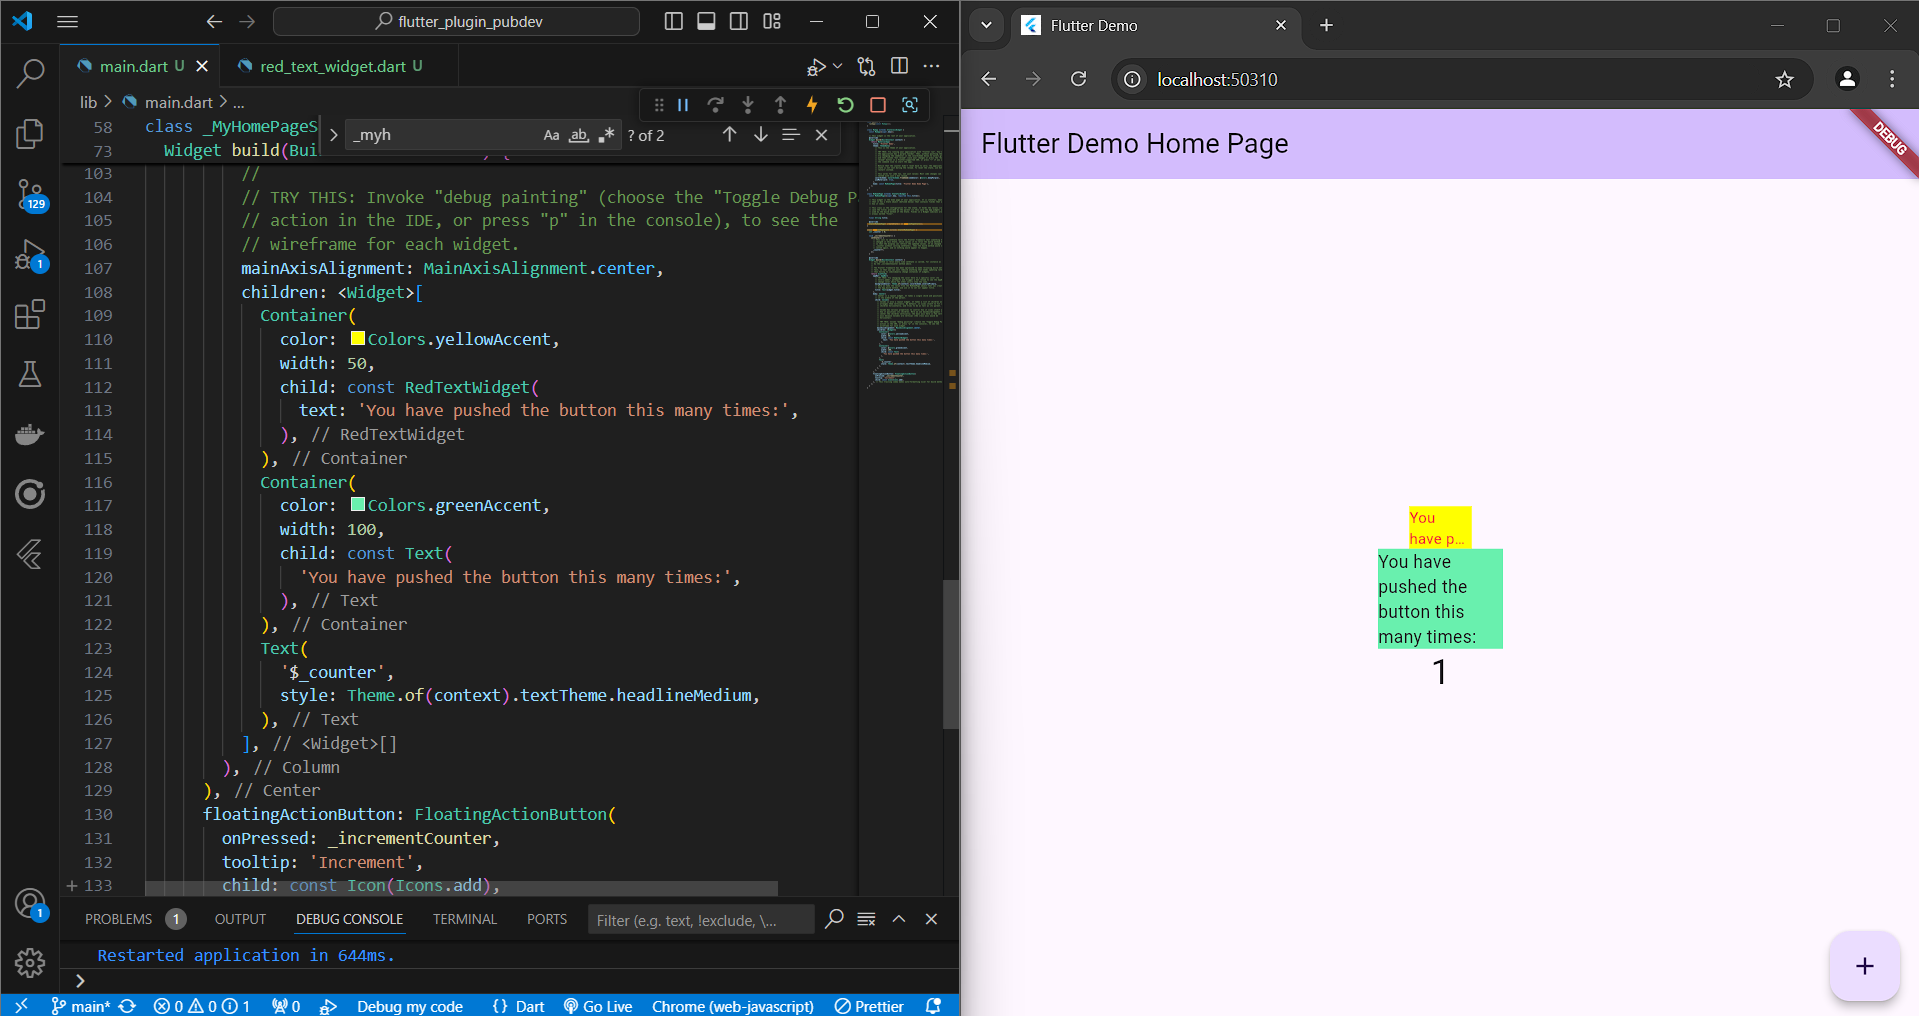 flutter_plugin_pubdev
main.dart U
red_text_widget.dart U
lib > main.dart > ...
_myh
Aa ab ? of 2
58 class _MyHomePageS
73 Widget build(Bui
103 //
104 // TRY THIS: Invoke "debug painting" (choose the "Toggle Debug P
105 // action in the IDE, or press "p" in the console), to see the
106 // wireframe for each widget.
107 mainAxisAlignment: MainAxisAlignment.center,
108 children: <Widget>[
109 Container(
110 color: Colors.yellowAccent,
111 width: 50,
112 child: const RedTextWidget(
113 text: 'You have pushed the button this many times:',
114 ), // RedTextWidget
115 ), // Container
116 Container(
117 color: Colors.greenAccent,
118 width: 100,
119 child: const Text(
120 'You have pushed the button this many times:',
121 ), // Text
122 ), // Container
123 Text(
124 '$_counter',
125 style: Theme.of(context).textTheme.headlineMedium,
126 ), // Text
127 ], // <Widget>[]
128 ), // Column
129 ), // Center
130 floatingActionButton: FloatingActionButton(
131 onPressed: _incrementCounter,
132 tooltip: 'Increment',
133 child: const Icon(Icons.add),
129
1
1
PROBLEMS 1 OUTPUT DEBUG CONSOLE TERMINAL PORTS Filter (e.g. text, !exclude, \...
Restarted application in 644ms.
main* 0 0 1 0 Debug my code {} Dart Go Live Chrome (web-javascript) Prettier
Flutter Demo
localhost:50310
Flutter Demo Home Page
DEBUG
You
have p...
You have
pushed the
button this
many times:
1